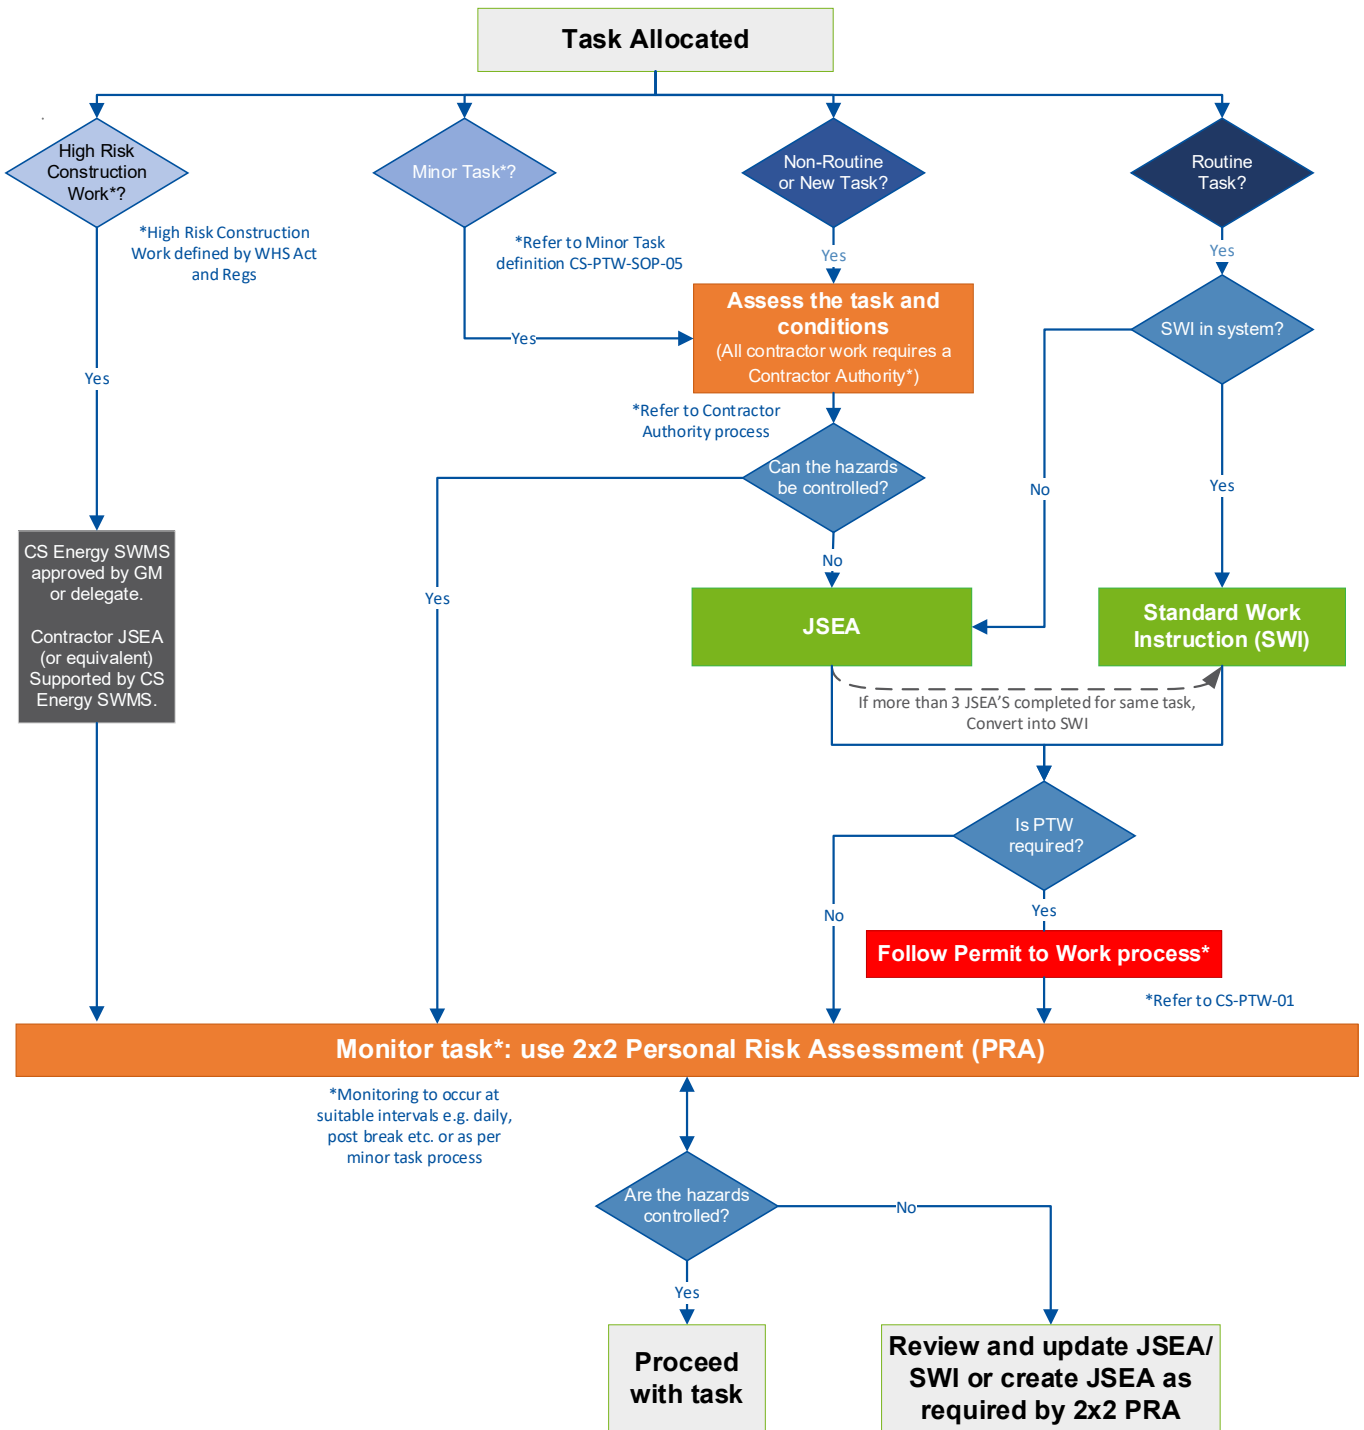 Task Allocated
High Risk
Construction
Work*?
Minor Task*?
Non-Routine
or New Task?
Routine
Task?
*High Risk Construction
Work defined by WHS Act
and Regs
*Refer to Minor Task
definition CS-PTW-SOP-05
Yes
Yes
Assess the task and
conditions
(All contractor work requires a
Contractor Authority*)
SWI in system?
Yes
Yes
*Refer to Contractor
Authority process
Can the hazards
be controlled?
No
Yes
No
Yes
CS Energy SWMS
approved by GM
or delegate.
Contractor JSEA
(or equivalent)
Supported by CS
Energy SWMS.
JSEA
Standard Work
Instruction (SWI)
If more than 3 JSEA'S completed for same task,
Convert into SWI
Is PTW
required?
No
Yes
Follow Permit to Work process*
*Refer to CS-PTW-01
Monitor task*: use 2x2 Personal Risk Assessment (PRA)
*Monitoring to occur at
suitable intervals e.g. daily,
post break etc. or as per
minor task process
Are the hazards
controlled?
No
Yes
Proceed
with task
Review and update JSEA/
SWI or create JSEA as
required by 2x2 PRA